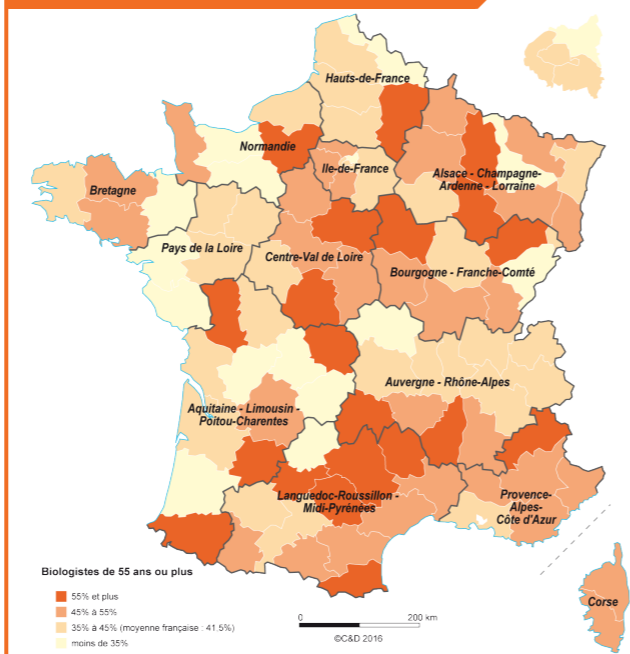 Hauts-de-France
Normandie
Ile-de-France
Alsace - Champagne-
Ardenne - Lorraine
Bretagne
Pays de la Loire
Centre-Val de Loire
Bourgogne - Franche-Comté
Auvergne - Rhône-Alpes
Aquitaine - Limousin -
Poitou-Charentes
Languedoc-Roussillon -
Midi-Pyrénées
Provence-
Alpes-
Côte d'Azur
Corse
Biologistes de 55 ans ou plus
55% et plus
45% à 55%
35% à 45% (moyenne française : 41.5%)
moins de 35%
0 200 km
©C&D 2016